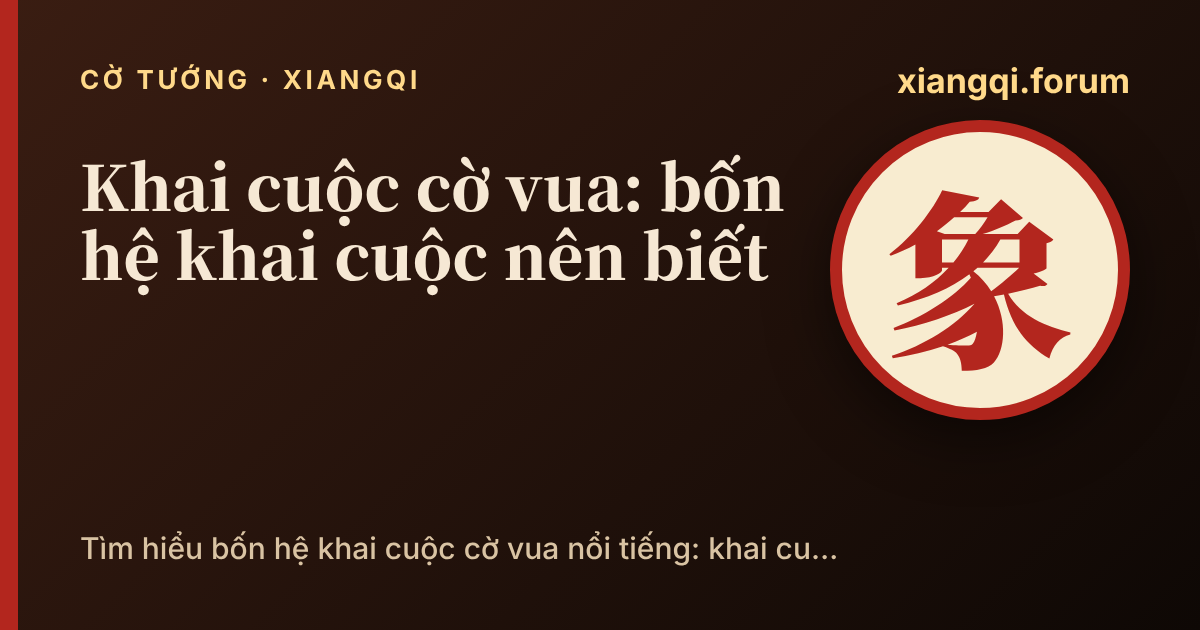 CỜ TƯỚNG · XIANGQI
xiangqi.forum
Khai cuộc cờ vua: bốn
hệ khai cuộc nên biết
象
Tìm hiểu bốn hệ khai cuộc cờ vua nổi tiếng: khai cu...